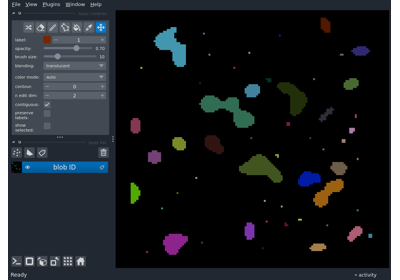 File View Plugins Window Help
label: 1
opacity: 0.70
brush size: 10
blending: translucent
color mode: auto
contour: 0
n edit dim: 2
contiguous:
preserve
labels:
show
selected:
blob ID
Ready
activity